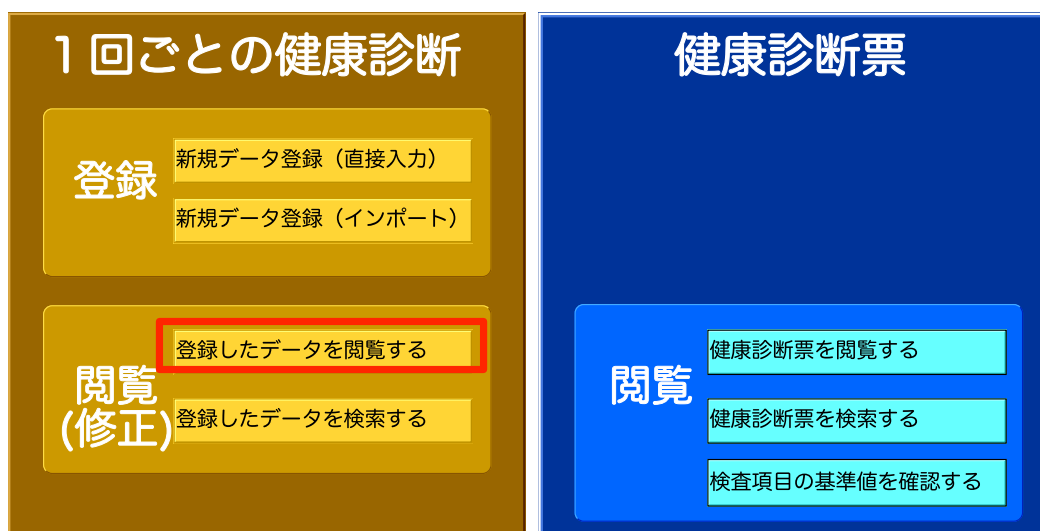 １回ごとの健康診断
登録
新規データ登録（直接入力）
新規データ登録（インポート）
閲覧
(修正)
登録したデータを閲覧する
登録したデータを検索する
健康診断票
閲覧
健康診断票を閲覧する
健康診断票を検索する
検査項目の基準値を確認する